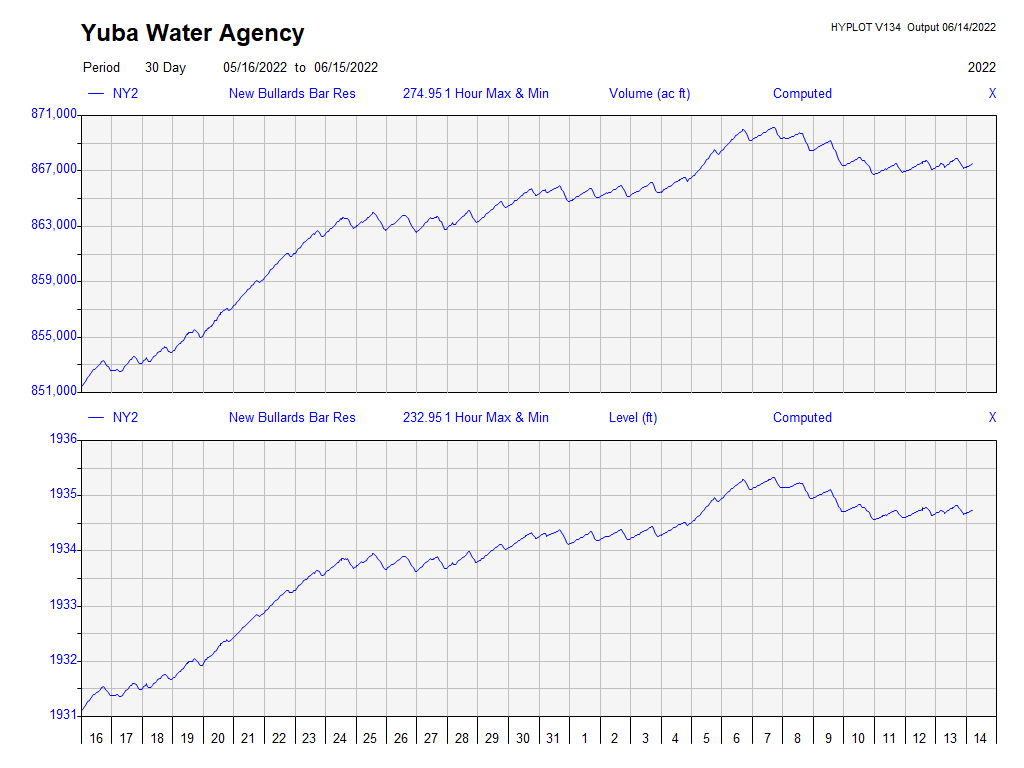 Yuba Water Agency
HYPLOT V134 Output 06/14/2022
Period 30 Day 05/16/2022 to 06/15/2022 2022
NY2 New Bullards Bar Res 274.95 1 Hour Max & Min Volume (ac ft) Computed X
871,000
867,000
863,000
859,000
855,000
851,000
NY2 New Bullards Bar Res 232.95 1 Hour Max & Min Level (ft) Computed X
1936
1935
1934
1933
1932
1931
16 17 18 19 20 21 22 23 24 25 26 27 28 29 30 31 1 2 3 4 5 6 7 8 9 10 11 12 13 14